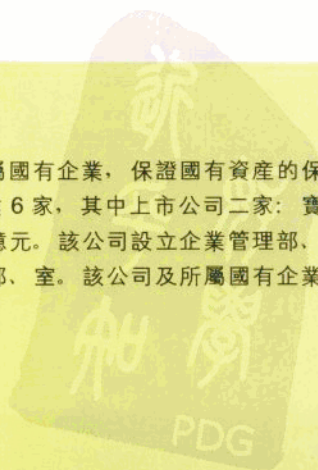 屬國有企業，保證國有資産的保
6 家，其中上市公司二家：寶
億元。該公司設立企業管理部、
部、室。該公司及所屬國有企業
PDG